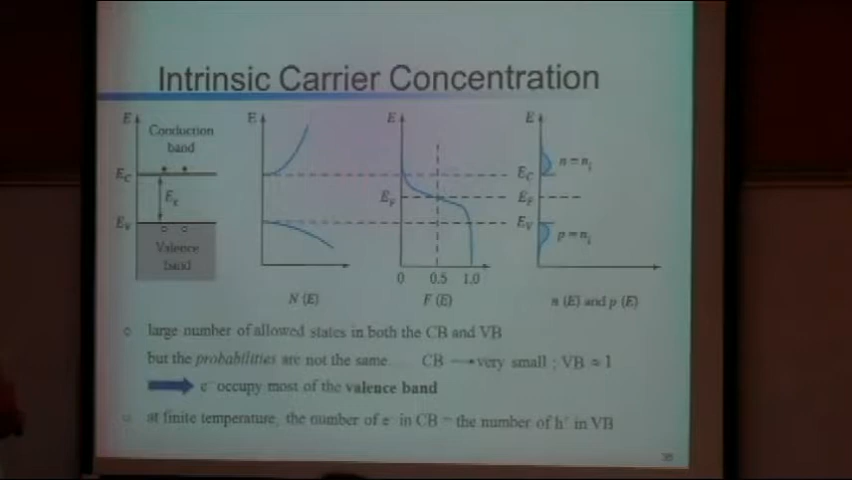 Intrinsic Carrier Concentration
E
Conduction
band
E_C
E_g
E_V
Valence
band
E
N (E)
E
E_F
0 0.5 1.0
F (E)
E
E_C
E_F
E_V
n = n_i
p = n_i
n (E) and p (E)
large number of allowed states in both the CB and VB
but the probabilities are not the same. CB → very small ; VB ≈ 1
e⁻ occupy most of the valence band
at finite temperature, the number of e⁻ in CB = the number of h⁺ in VB